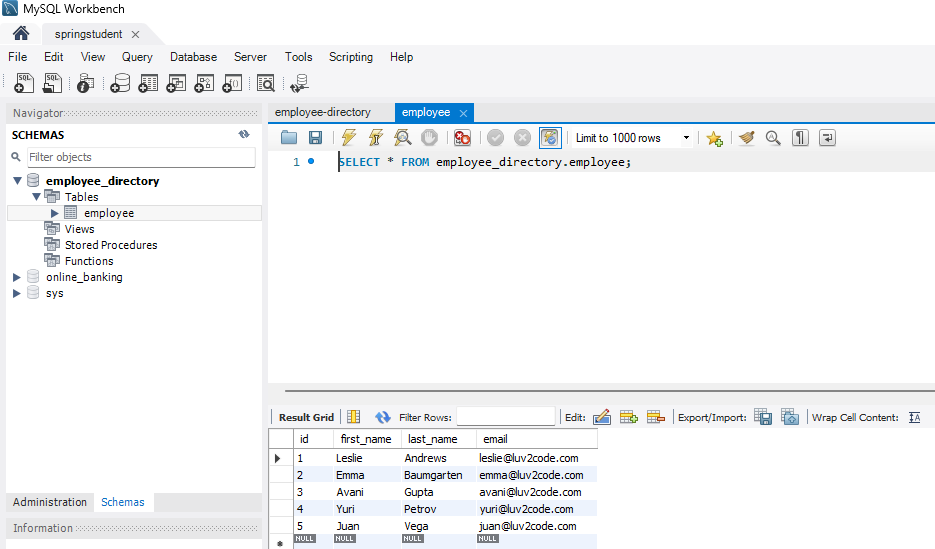 MySQL Workbench
springstudent
File Edit View Query Database Server Tools Scripting Help
Navigator
SCHEMAS
Filter objects
employee_directory
Tables
employee
Views
Stored Procedures
Functions
online_banking
sys
Administration Schemas
Information
employee-directory employee
Limit to 1000 rows
1 SELECT * FROM employee_directory.employee;
Result Grid Filter Rows: Edit: Export/Import: Wrap Cell Content:
id first_name last_name email
1 Leslie Andrews leslie@luv2code.com
2 Emma Baumgarten emma@luv2code.com
3 Avani Gupta avani@luv2code.com
4 Yuri Petrov yuri@luv2code.com
5 Juan Vega juan@luv2code.com
NULL NULL NULL NULL